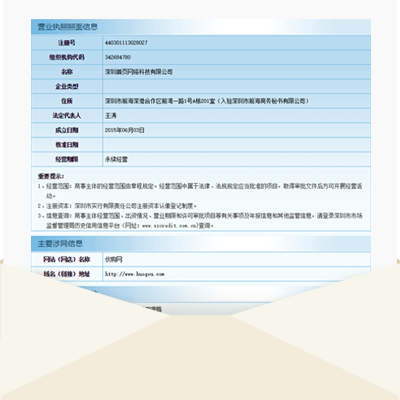 营业执照照面信息
注册号 440301113028027
组织机构代码 342684780
名称 深圳首页网络科技有限公司
企业类型
住所 深圳市前海深港合作区前湾一路1号A栋201室（入驻深圳市前海商务秘书有限公司）
法定代表人 王涛
成立日期 2015年06月03日
核准日期
经营期限 永续经营
重要提示：
1、经营范围：商事主体的经营范围由章程规定。经营范围中属于法律、法规规定应当批准的项目，取得审批文件后方可开展经营活
动。
2、注册资本：深圳市实行有限责任公司注册资本认缴登记制度。
3、信息查询：商事主体经营范围、出资情况、营业期限和许可审批项目等有关事项及年报信息和其他监管信息，请登录深圳市市场
监督管理局历史信用信息平台（网址：www.szcredit.com.cn)查询。
主要涉网信息
网站（网店）名称 伙购网
域名（链接）地址 http://www.huogou.com